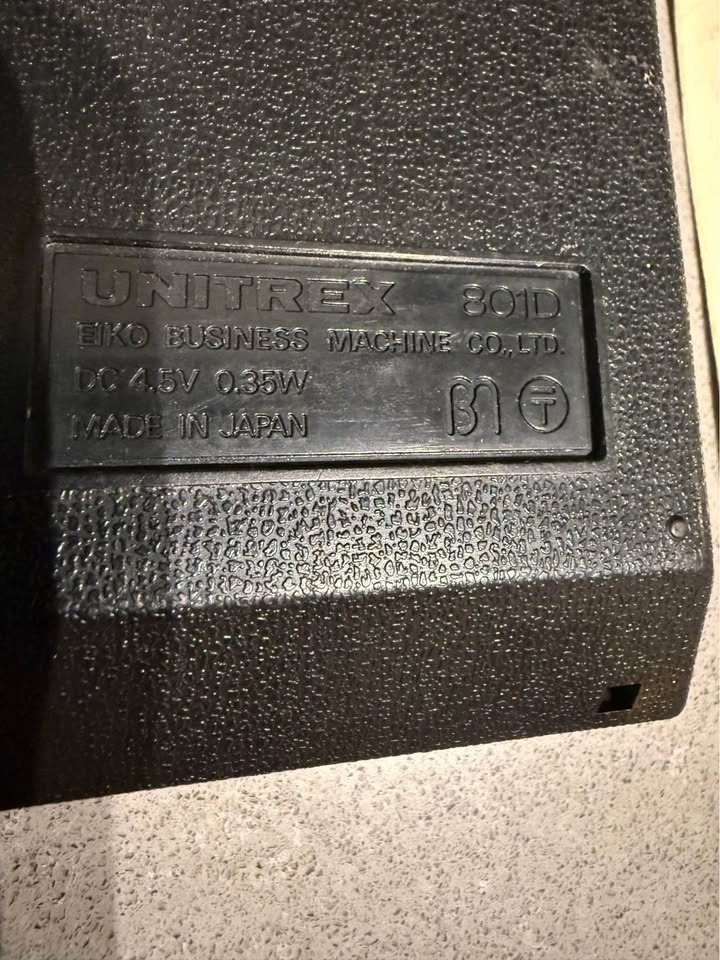 UNITREX 801D
EIKO BUSINESS MACHINE CO., LTD.
DC 4.5V 0.35W
MADE IN JAPAN